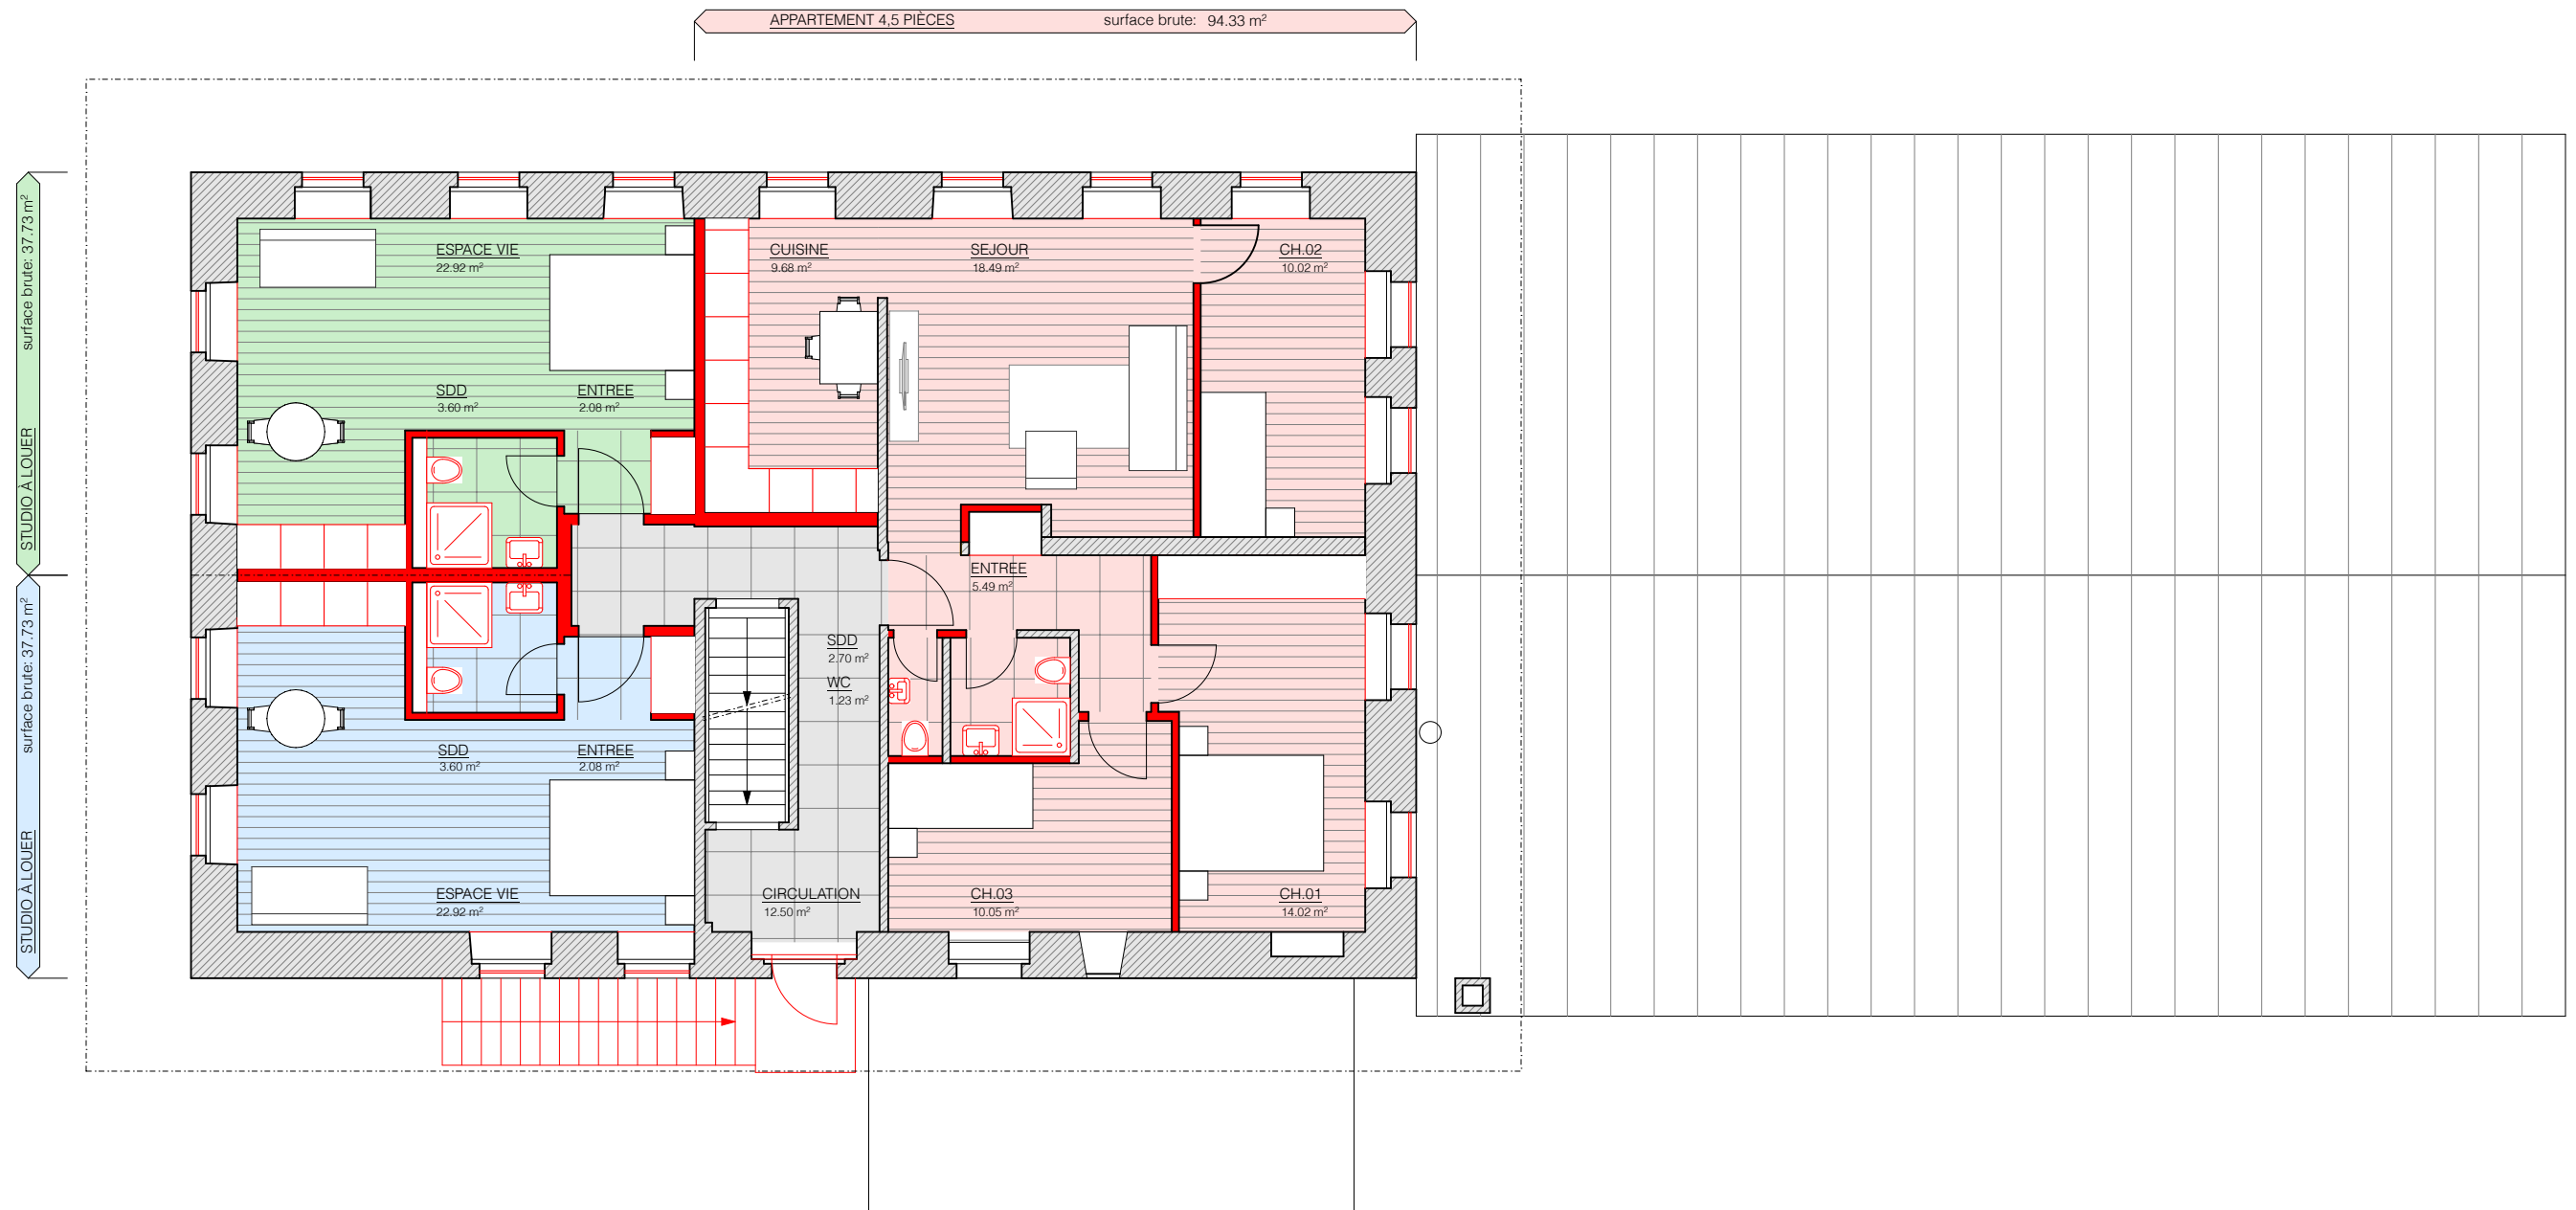 APPARTEMENT 4,5 PIÈCES surface brute: 94.33 m²
STUDIO À LOUER surface brute: 37.73 m²
STUDIO À LOUER surface brute: 37.73 m²
ESPACE VIE
22.92 m²
CUISINE
9.68 m²
SEJOUR
18.49 m²
CH.02
10.02 m²
SDD
3.60 m²
ENTREE
2.08 m²
ENTREE
5.49 m²
SDD
2.70 m²
WC
1.23 m²
SDD
3.60 m²
ENTREE
2.08 m²
ESPACE VIE
22.92 m²
CIRCULATION
12.50 m²
CH.03
10.05 m²
CH.01
14.02 m²